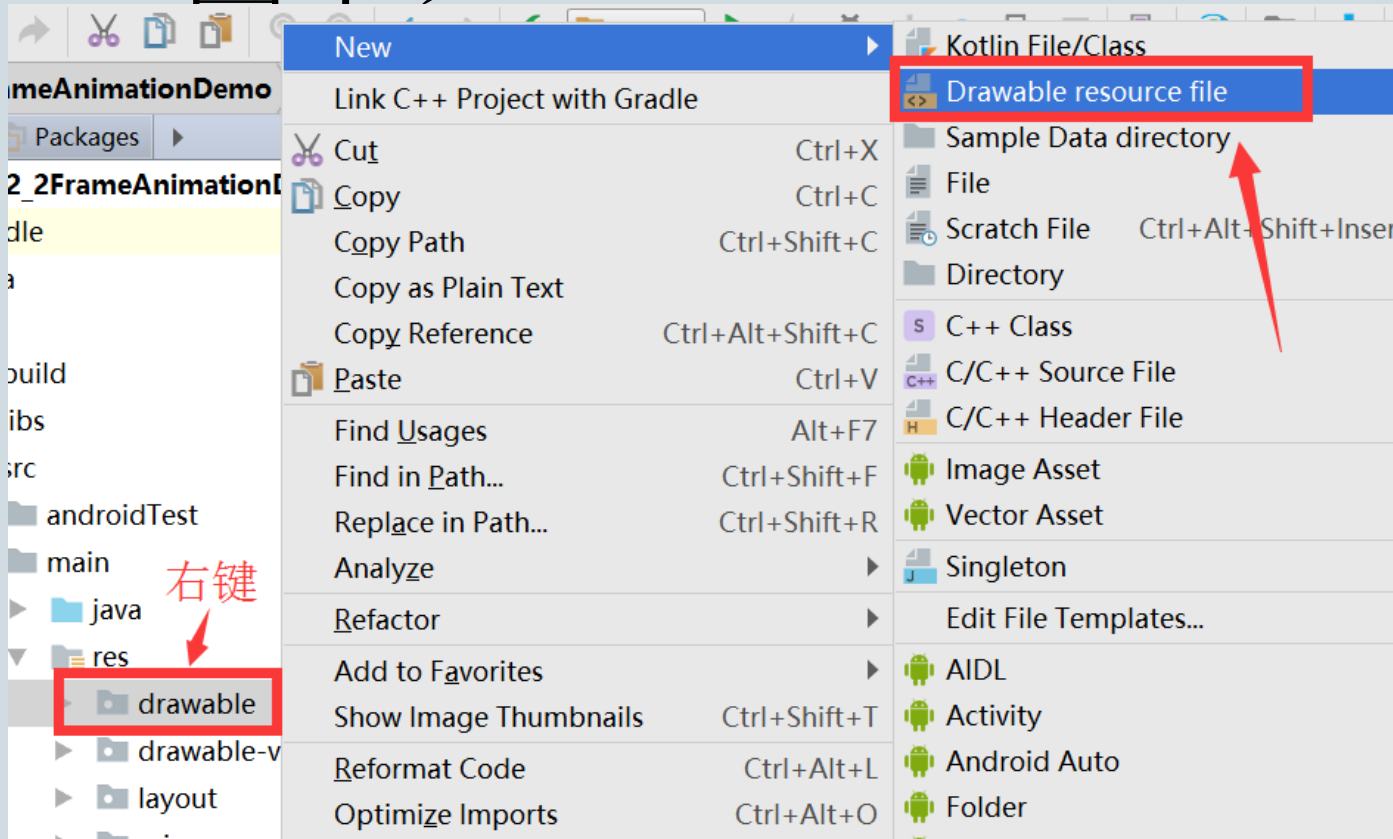 New
Kotlin File/Class
ameAnimationDemo
Link C++ Project with Gradle
Drawable resource file
Packages
Cut Ctrl+X
Sample Data directory
2_2FrameAnimationD
Copy Ctrl+C
File
dle
Copy Path Ctrl+Shift+C
Scratch File Ctrl+Alt+Shift+Inser
Copy as Plain Text
Directory
Copy Reference Ctrl+Alt+Shift+C
C++ Class
build
Paste Ctrl+V
C/C++ Source File
ibs
Find Usages Alt+F7
C/C++ Header File
src
Find in Path... Ctrl+Shift+F
Image Asset
androidTest
Replace in Path... Ctrl+Shift+R
Vector Asset
main
右键
Analyze
Singleton
java
Refactor
Edit File Templates...
res
Add to Favorites
AIDL
drawable
Show Image Thumbnails Ctrl+Shift+T
Activity
drawable-v
Reformat Code Ctrl+Alt+L
Android Auto
layout
Optimize Imports Ctrl+Alt+O
Folder